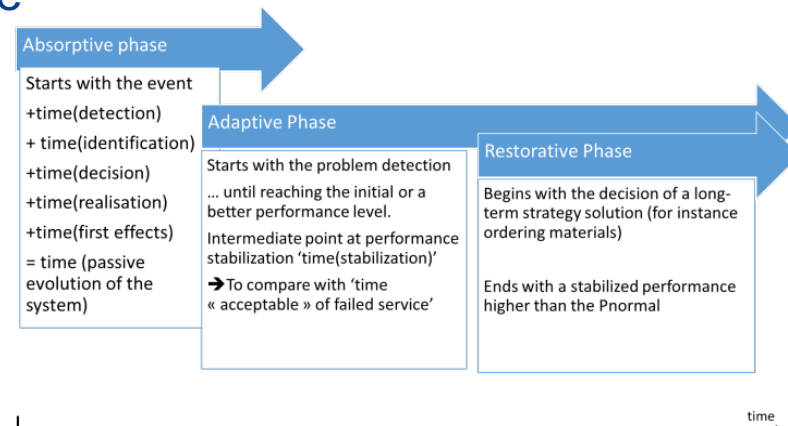 Absorptive phase
Starts with the event
+time(detection)
+ time(identification)
+time(decision)
+time(realisation)
+time(first effects)
= time (passive
evolution of the
system)
Adaptive Phase
Starts with the problem detection
... until reaching the initial or a
better performance level.
Intermediate point at performance
stabilization ‘time(stabilization)’
➔To compare with ‘time
« acceptable » of failed service’
Restorative Phase
Begins with the decision of a long-
term strategy solution (for instance
ordering materials)
Ends with a stabilized performance
higher than the Pnormal
time